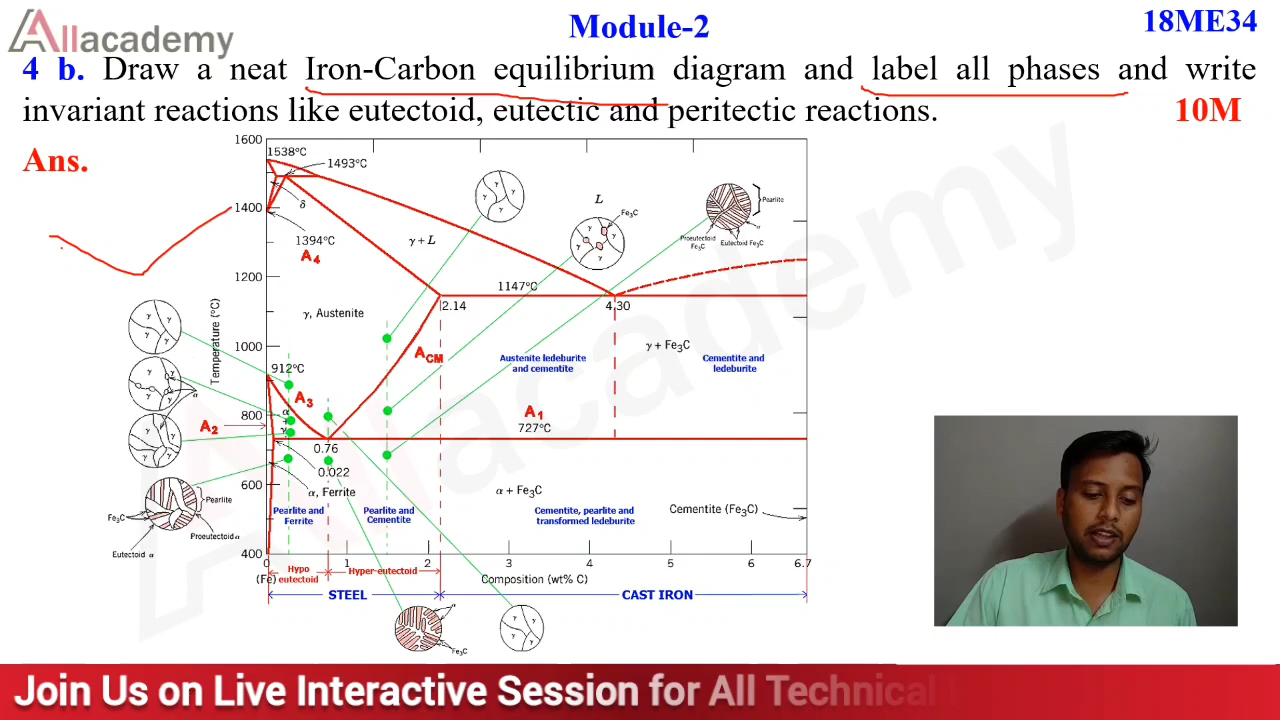 Allacademy
Module-2
18ME34
4 b. Draw a neat Iron-Carbon equilibrium diagram and label all phases and write
invariant reactions like eutectoid, eutectic and peritectic reactions. 10M
Ans.
1600
1538°C
1493°C
δ
1400
1394°C
A4
γ + L
L
γ
γ
γ
γ
γ
γ
Fe3C
Pearlite
Proeutectoid
Fe3C
Eutectoid Fe3C
α
1200
1147°C
2.14
4.30
γ, Austenite
Temperature (°C)
1000
γ + Fe3C
ACM
Austenite ledeburite
and cementite
Cementite and
ledeburite
912°C
A3
α
+
γ
800
A2
A1
727°C
0.76
0.022
600
α, Ferrite
α + Fe3C
Cementite (Fe3C)
Pearlite and
Ferrite
Pearlite and
Cementite
Cementite, pearlite and
transformed ledeburite
Pearlite
Fe3C
Proeutectoid α
Eutectoid α
400
0
1
2
3
4
5
6
6.7
(Fe)
Hypo
eutectoid
Hyper-eutectoid
Composition (wt% C)
STEEL
CAST IRON
α
Fe3C
γ
γ
γ
academy
Join Us on Live Interactive Session for All Technical